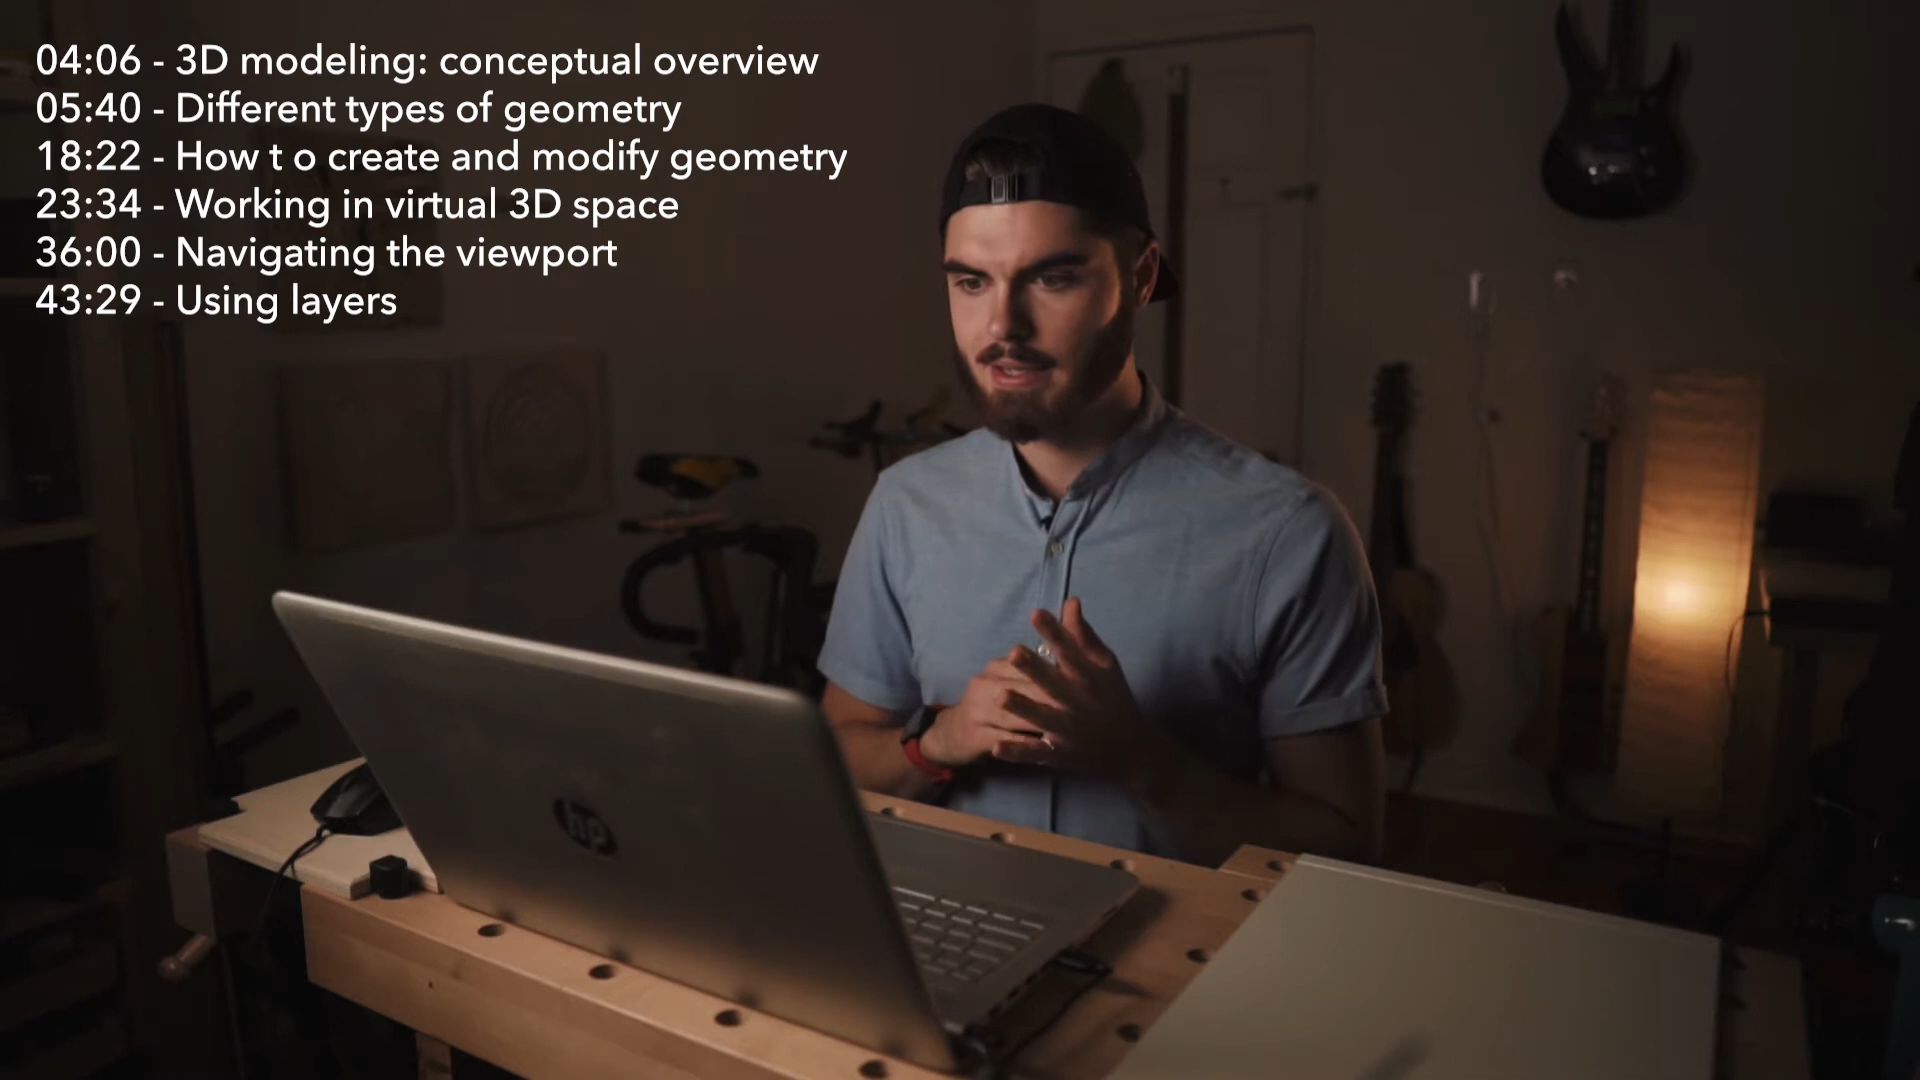 04:06 - 3D modeling: conceptual overview
05:40 - Different types of geometry
18:22 - How t o create and modify geometry
23:34 - Working in virtual 3D space
36:00 - Navigating the viewport
43:29 - Using layers
hp